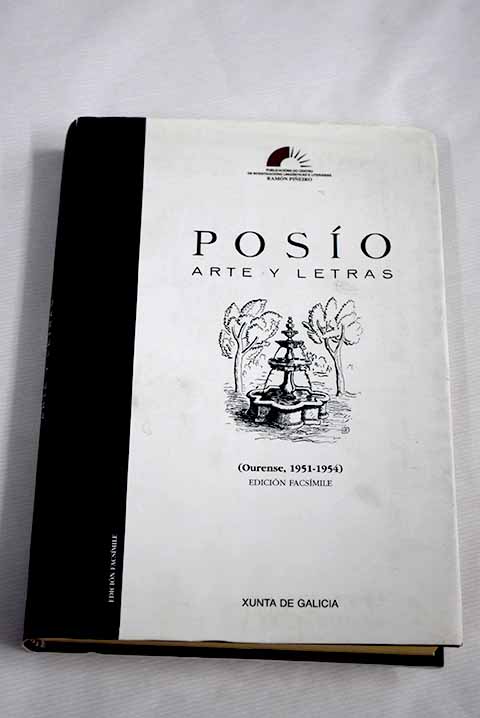 PUBLICACIÓNS DO CENTRO
DE INVESTIGACIÓNS LINGÜÍSTICAS E LITERARIAS
RAMÓN PIÑEIRO
POSÍO
ARTE Y LETRAS
(Ourense, 1951-1954)
EDICIÓN FACSÍMILE
XUNTA DE GALICIA
EDICIÓN FACSÍMILE